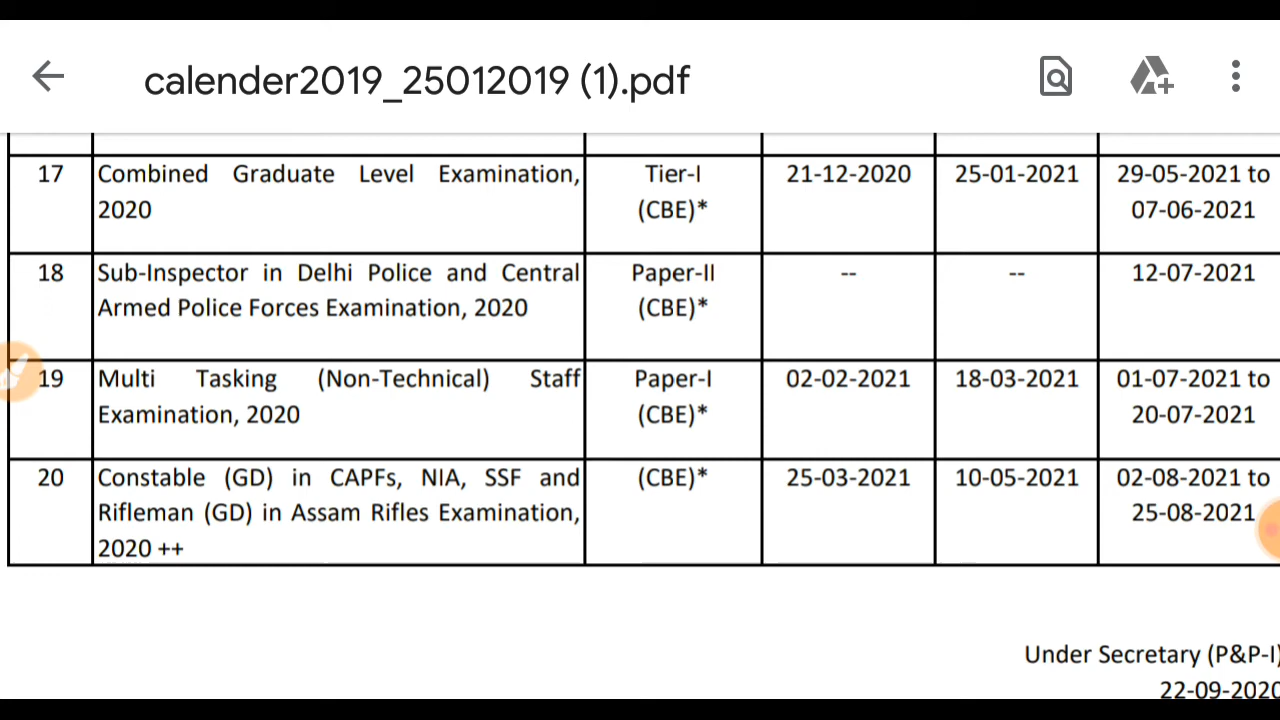 calender2019_25012019 (1).pdf
17 Combined Graduate Level Examination, Tier-I 21-12-2020 25-01-2021 29-05-2021 to
2020 (CBE)* 07-06-2021
18 Sub-Inspector in Delhi Police and Central Paper-II -- -- 12-07-2021
Armed Police Forces Examination, 2020 (CBE)*
19 Multi Tasking (Non-Technical) Staff Paper-I 02-02-2021 18-03-2021 01-07-2021 to
Examination, 2020 (CBE)* 20-07-2021
20 Constable (GD) in CAPFs, NIA, SSF and (CBE)* 25-03-2021 10-05-2021 02-08-2021 to
Rifleman (GD) in Assam Rifles Examination, 25-08-2021
2020 ++
Under Secretary (P&P-I)
22-09-2020